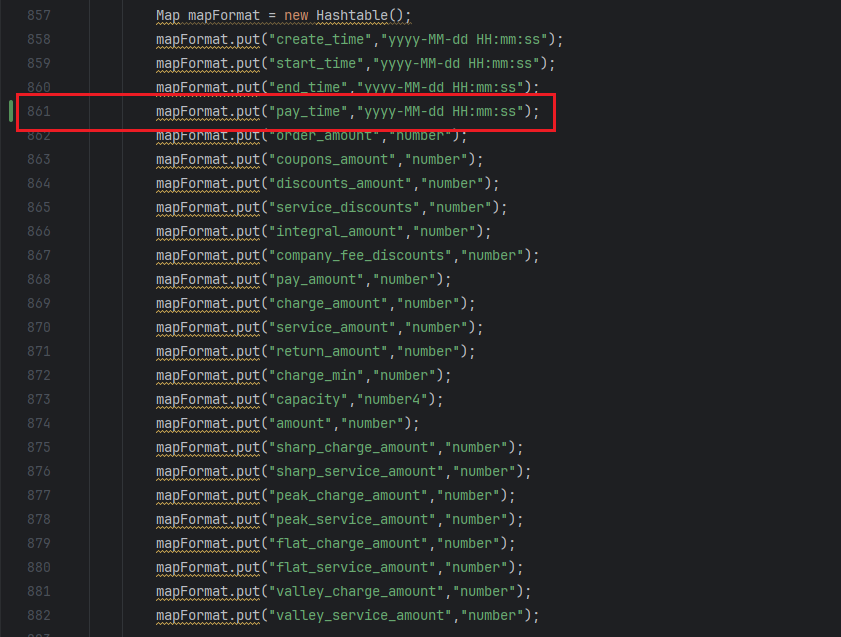 857 Map mapFormat = new Hashtable();
858 mapFormat.put("create_time","yyyy-MM-dd HH:mm:ss");
859 mapFormat.put("start_time","yyyy-MM-dd HH:mm:ss");
860 mapFormat.put("end_time","yyyy-MM-dd HH:mm:ss");
861 mapFormat.put("pay_time","yyyy-MM-dd HH:mm:ss");
862 mapFormat.put("order_amount","number");
863 mapFormat.put("coupons_amount","number");
864 mapFormat.put("discounts_amount","number");
865 mapFormat.put("service_discounts","number");
866 mapFormat.put("integral_amount","number");
867 mapFormat.put("company_fee_discounts","number");
868 mapFormat.put("pay_amount","number");
869 mapFormat.put("charge_amount","number");
870 mapFormat.put("service_amount","number");
871 mapFormat.put("return_amount","number");
872 mapFormat.put("charge_min","number");
873 mapFormat.put("capacity","number4");
874 mapFormat.put("amount","number");
875 mapFormat.put("sharp_charge_amount","number");
876 mapFormat.put("sharp_service_amount","number");
877 mapFormat.put("peak_charge_amount","number");
878 mapFormat.put("peak_service_amount","number");
879 mapFormat.put("flat_charge_amount","number");
880 mapFormat.put("flat_service_amount","number");
881 mapFormat.put("valley_charge_amount","number");
882 mapFormat.put("valley_service_amount","number");